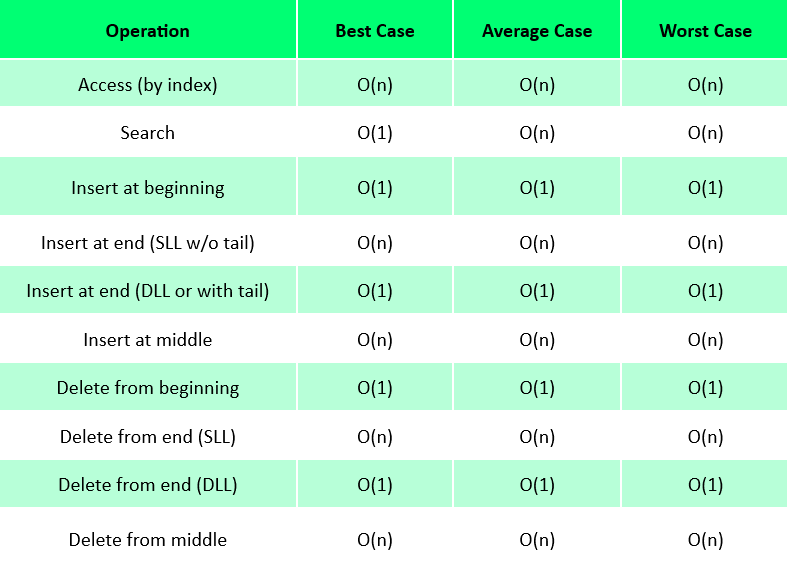 Operation Best Case Average Case Worst Case
Access (by index) O(n) O(n) O(n)
Search O(1) O(n) O(n)
Insert at beginning O(1) O(1) O(1)
Insert at end (SLL w/o tail) O(n) O(n) O(n)
Insert at end (DLL or with tail) O(1) O(1) O(1)
Insert at middle O(n) O(n) O(n)
Delete from beginning O(1) O(1) O(1)
Delete from end (SLL) O(n) O(n) O(n)
Delete from end (DLL) O(1) O(1) O(1)
Delete from middle O(n) O(n) O(n)